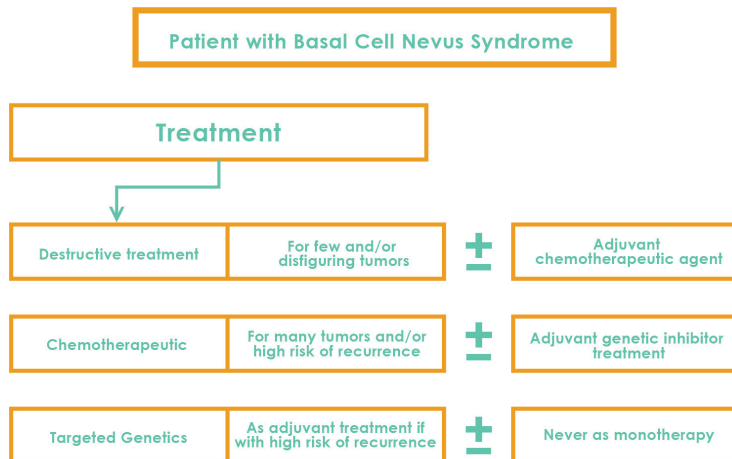 Patient with Basal Cell Nevus Syndrome
Treatment
Destructive treatment
For few and/or
disfiguring tumors
±
Adjuvant
chemotherapeutic agent
Chemotherapeutic
For many tumors and/or
high risk of recurrence
±
Adjuvant genetic inhibitor
treatment
Targeted Genetics
As adjuvant treatment if
with high risk of recurrence
±
Never as monotherapy